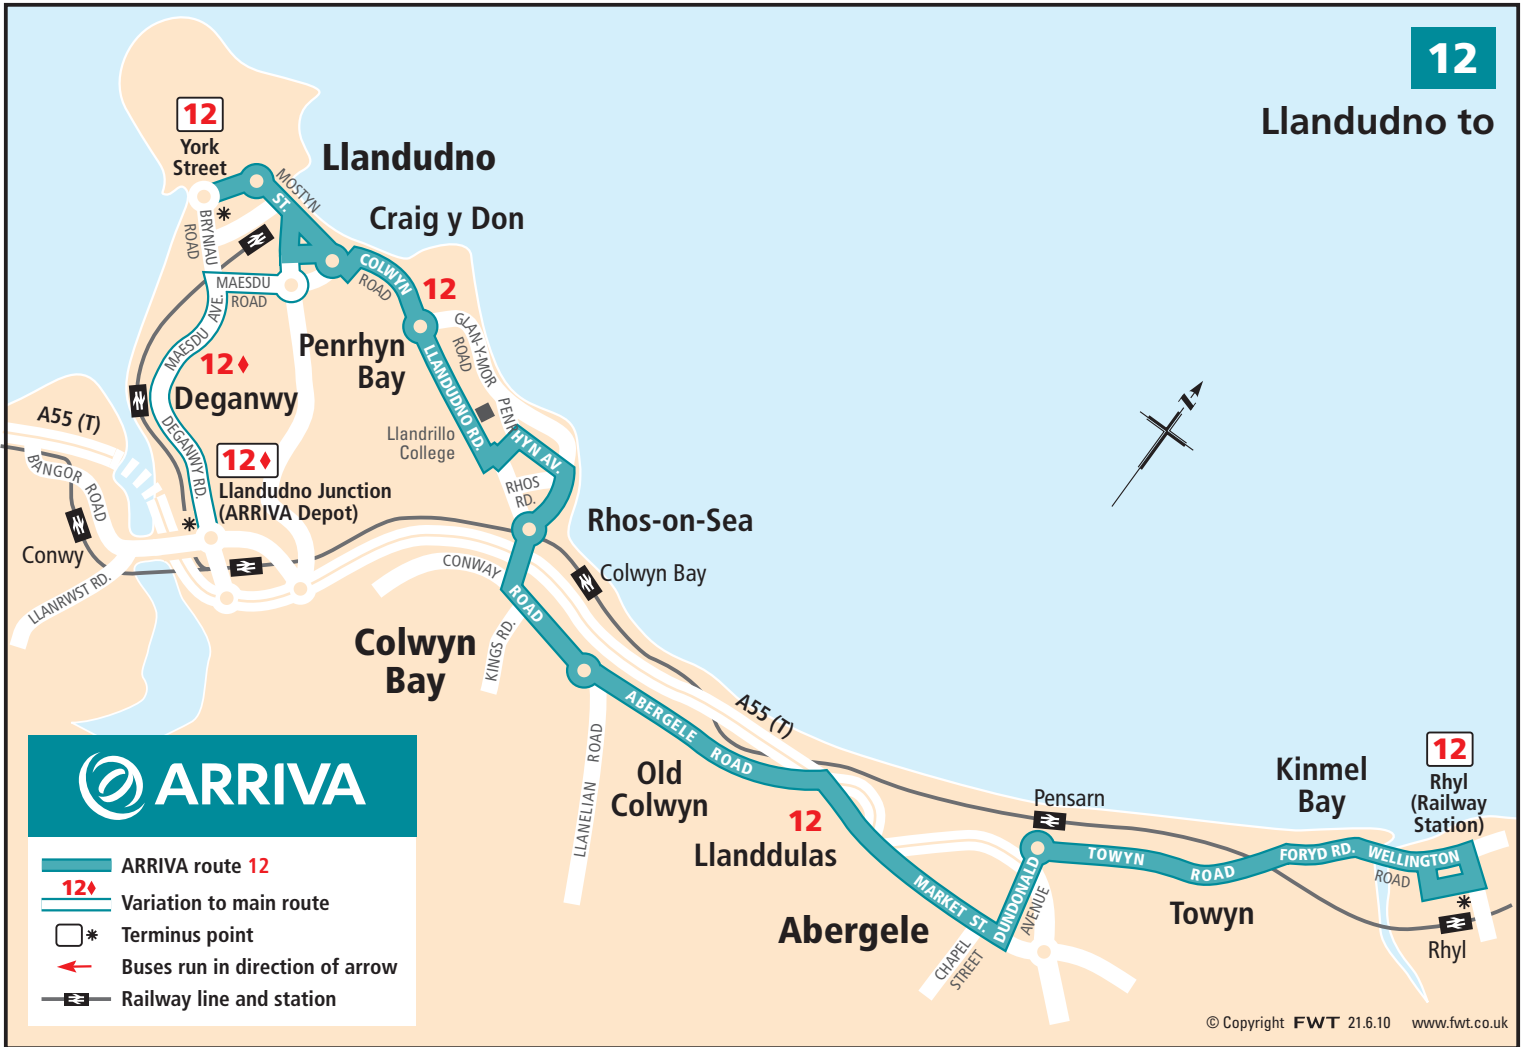 12
Llandudno to
12
York
Street
Llandudno
MOSTYN
ST.
Craig y Don
BRYNIAU
ROAD
MAESDU
ROAD
COLWYN
ROAD
12
GLAN-Y-MOR
ROAD
MAESDU AVE.
12♦
Penrhyn
Bay
Deganwy
LLANDUDNO RD.
PENRHYN AV.
A55 (T)
DEGANWY RD.
Llandrillo
College
BANGOR ROAD
12♦
Llandudno Junction
(ARRIVA Depot)
RHOS
RD.
Rhos-on-Sea
Conwy
LLANRWST RD.
CONWAY
ROAD
Colwyn Bay
KINGS RD.
Colwyn
Bay
ABERGELE ROAD
A55 (T)
LLANELIAN ROAD
Old
Colwyn
12
Llanddulas
Pensarn
Kinmel
Bay
12
Rhyl
(Railway
Station)
MARKET ST.
Abergele
DUNDONALD
AVENUE
CHAPEL
STREET
TOWYN
ROAD
Towyn
FORYD RD.
WELLINGTON
ROAD
Rhyl
ARRIVA
ARRIVA route 12
12♦
Variation to main route
* Terminus point
Buses run in direction of arrow
Railway line and station
© Copyright FWT 21.6.10 www.fwt.co.uk